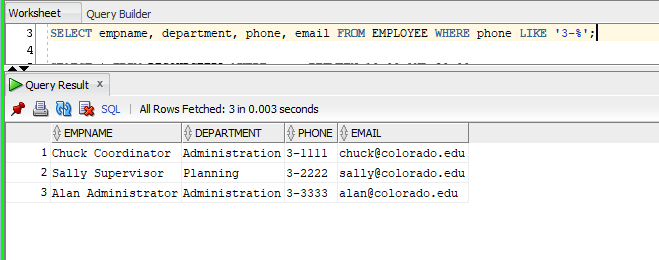 Worksheet Query Builder
3 SELECT empname, department, phone, email FROM EMPLOYEE WHERE phone LIKE '3-%';
4
Query Result x
SQL | All Rows Fetched: 3 in 0.003 seconds
EMPNAME DEPARTMENT PHONE EMAIL
1 Chuck Coordinator Administration 3-1111 chuck@colorado.edu
2 Sally Supervisor Planning 3-2222 sally@colorado.edu
3 Alan Administrator Administration 3-3333 alan@colorado.edu